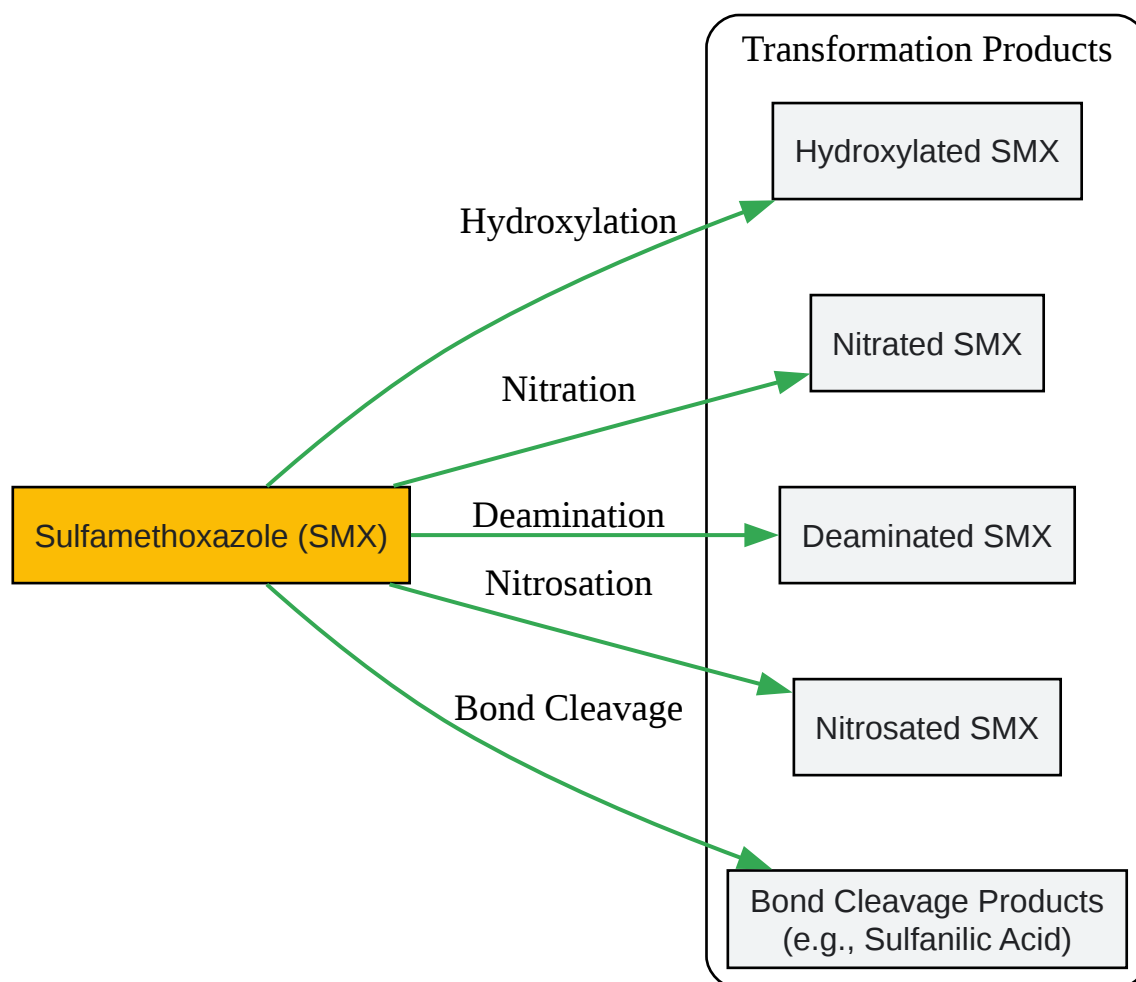 Transformation Products
Hydroxylated SMX
Hydroxylation
Nitrated SMX
Nitration
Deamination
Sulfamethoxazole (SMX)
Deaminated SMX
Nitrosation
Nitrosated SMX
Bond Cleavage
Bond Cleavage Products
(e.g., Sulfanilic Acid)